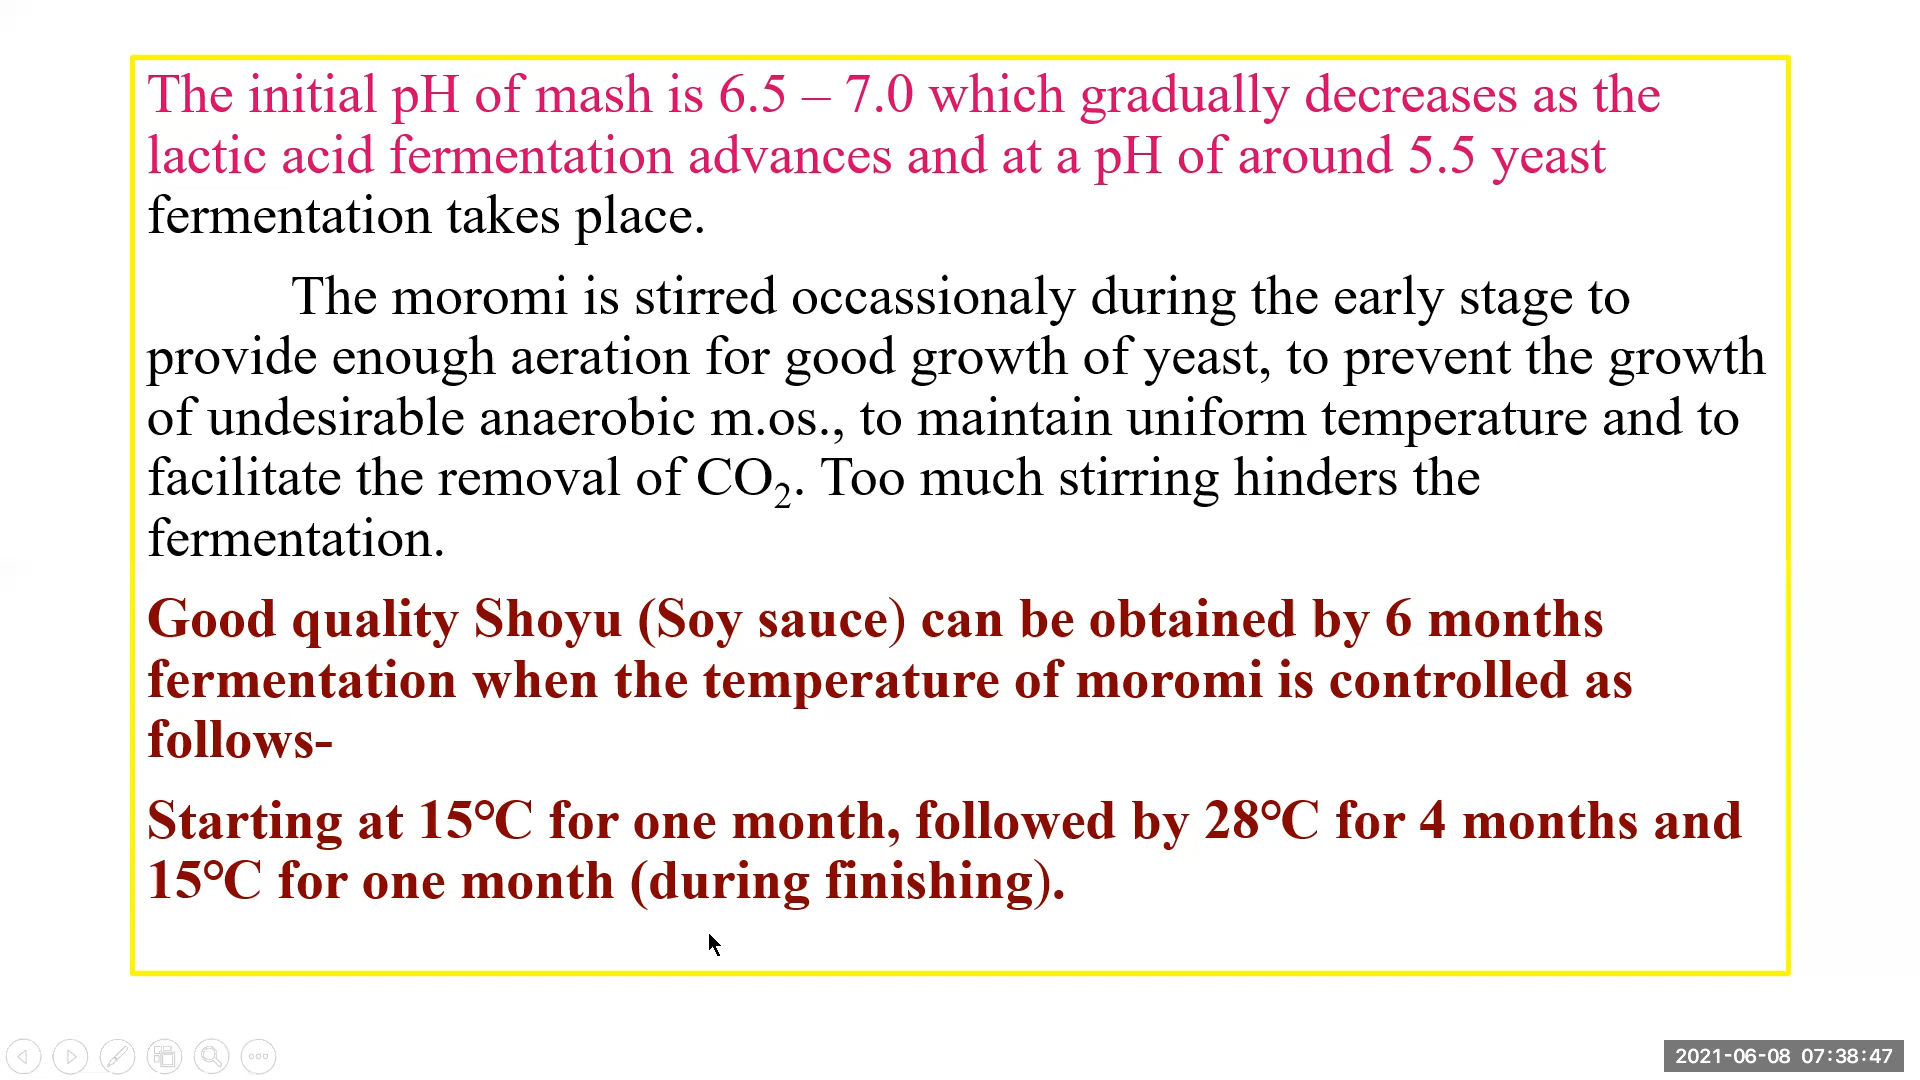 The initial pH of mash is 6.5 – 7.0 which gradually decreases as the
lactic acid fermentation advances and at a pH of around 5.5 yeast
fermentation takes place.
The moromi is stirred occassionaly during the early stage to
provide enough aeration for good growth of yeast, to prevent the growth
of undesirable anaerobic m.os., to maintain uniform temperature and to
facilitate the removal of CO₂. Too much stirring hinders the
fermentation.
Good quality Shoyu (Soy sauce) can be obtained by 6 months
fermentation when the temperature of moromi is controlled as
follows-
Starting at 15°C for one month, followed by 28°C for 4 months and
15°C for one month (during finishing).
2021-06-08 07:38:47